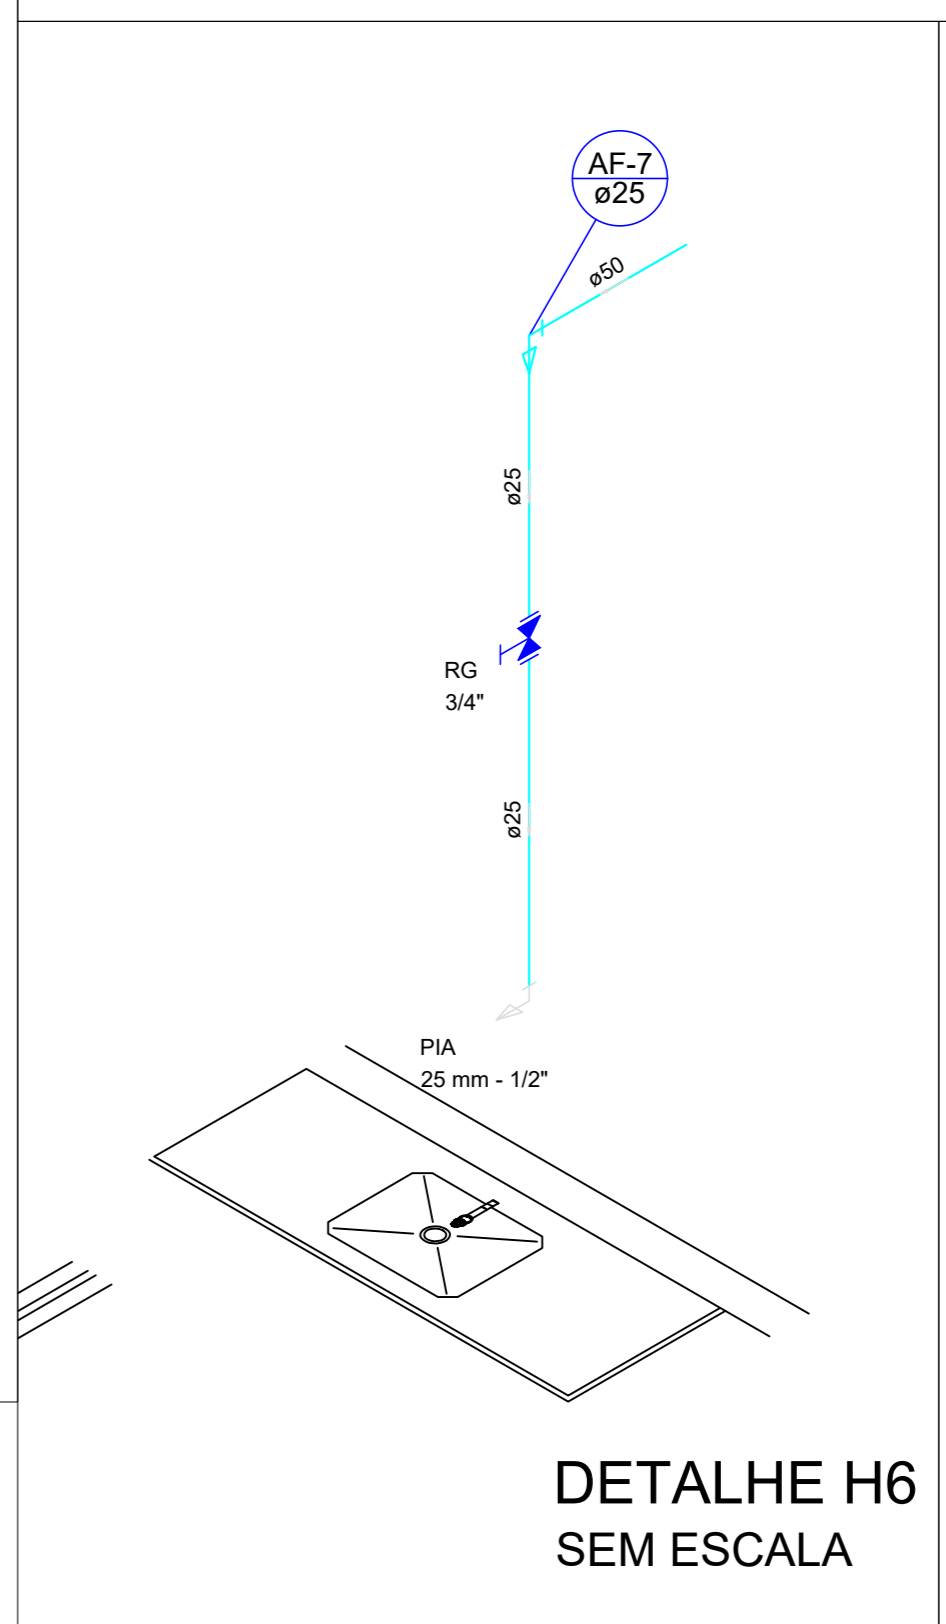 AF-7
ø25
ø50
ø25
RG
3/4"
ø25
PIA
25 mm - 1/2"
DETALHE H6
SEM ESCALA